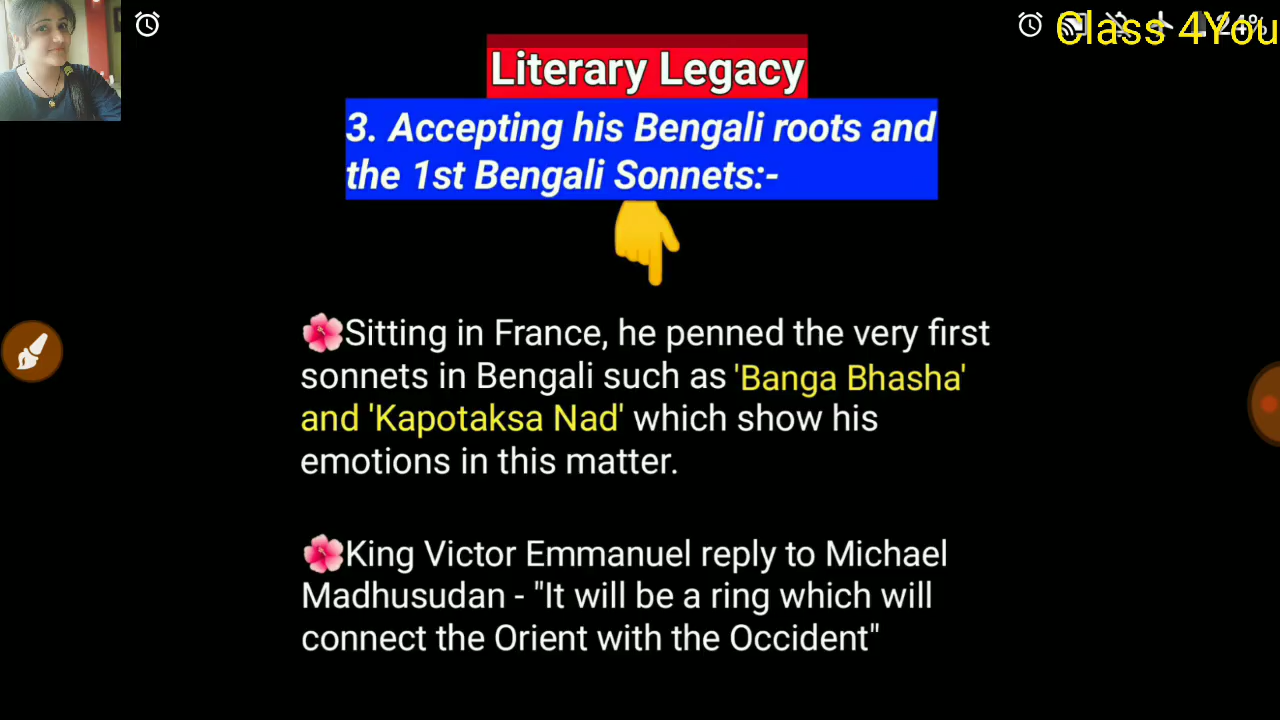 Class 4You
24%
Literary Legacy
3. Accepting his Bengali roots and
the 1st Bengali Sonnets:-
Sitting in France, he penned the very first
sonnets in Bengali such as 'Banga Bhasha'
and 'Kapotaksa Nad' which show his
emotions in this matter.
King Victor Emmanuel reply to Michael
Madhusudan - "It will be a ring which will
connect the Orient with the Occident"